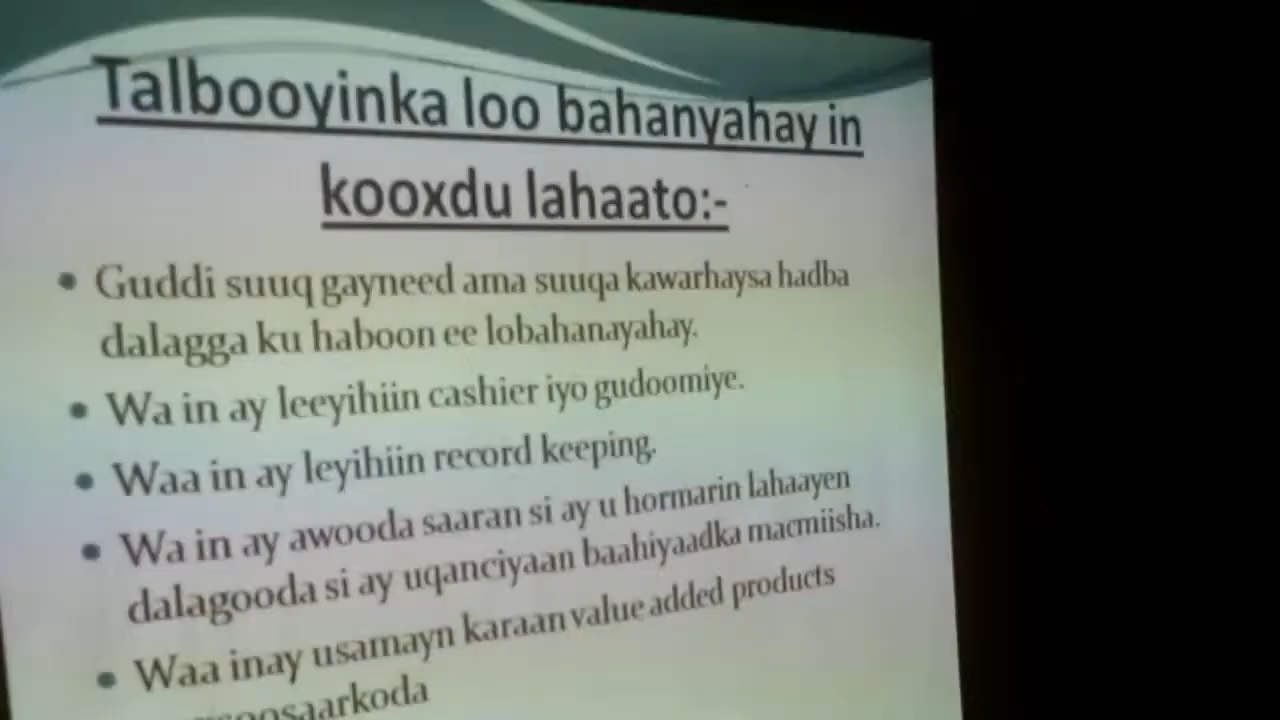 Talbooyinka loo bahanyahay in
kooxdu lahaato:-
• Guddi suuq gayneed ama suuqa kawarhaysa hadba
dalagga ku haboon ee lobahanayahay.
• Wa in ay leeyihiin cashier iyo gudoomiye.
• Waa in ay leyihiin record keeping.
• Wa in ay awooda saaran si ay u hormarin lahaayen
dalagooda si ay uqanciyaan baahiyaadka macmiisha.
• Waa inay usamayn karaan value added products